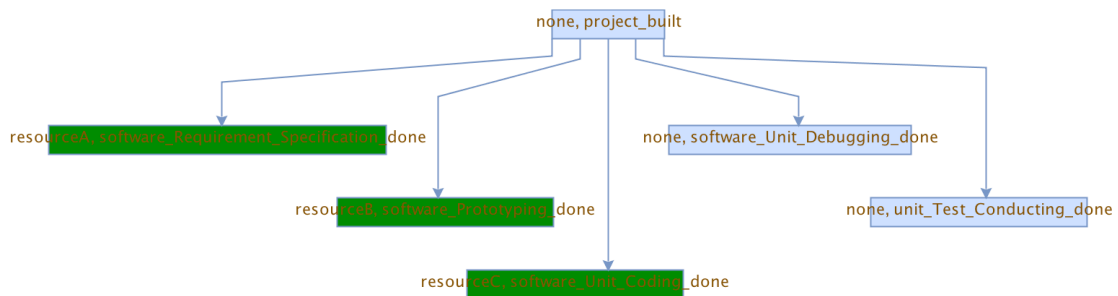 none, project_built
resourceA, software_Requirement_Specification_done
none, software_Unit_Debugging_done
resourceB, software_Prototyping_done
none, unit_Test_Conducting_done
resourceC, software_Unit_Coding_done